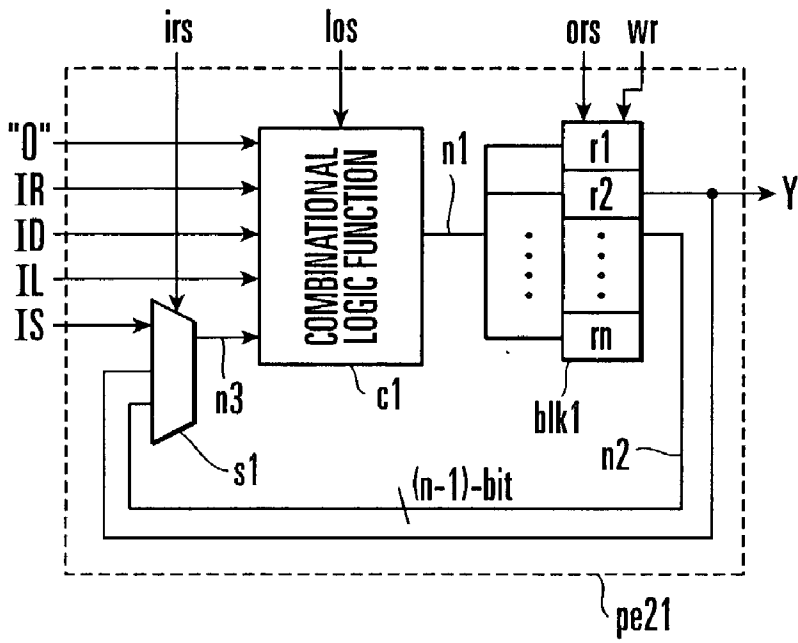 irs
los
ors
wr
"0"
IR
ID
IL
IS
COMBINATIONAL
LOGIC FUNCTION
n1
r1
r2
rn
Y
n3
c1
blk1
n2
s1
(n-1)-bit
pe21